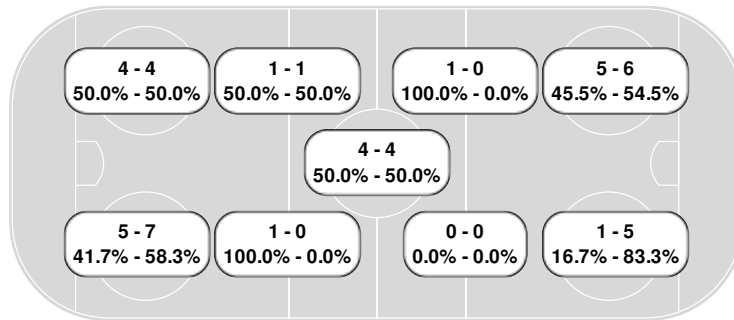 4 - 4
50.0% - 50.0%
1 - 1
50.0% - 50.0%
1 - 0
100.0% - 0.0%
5 - 6
45.5% - 54.5%
4 - 4
50.0% - 50.0%
5 - 7
41.7% - 58.3%
1 - 0
100.0% - 0.0%
0 - 0
0.0% - 0.0%
1 - 5
16.7% - 83.3%